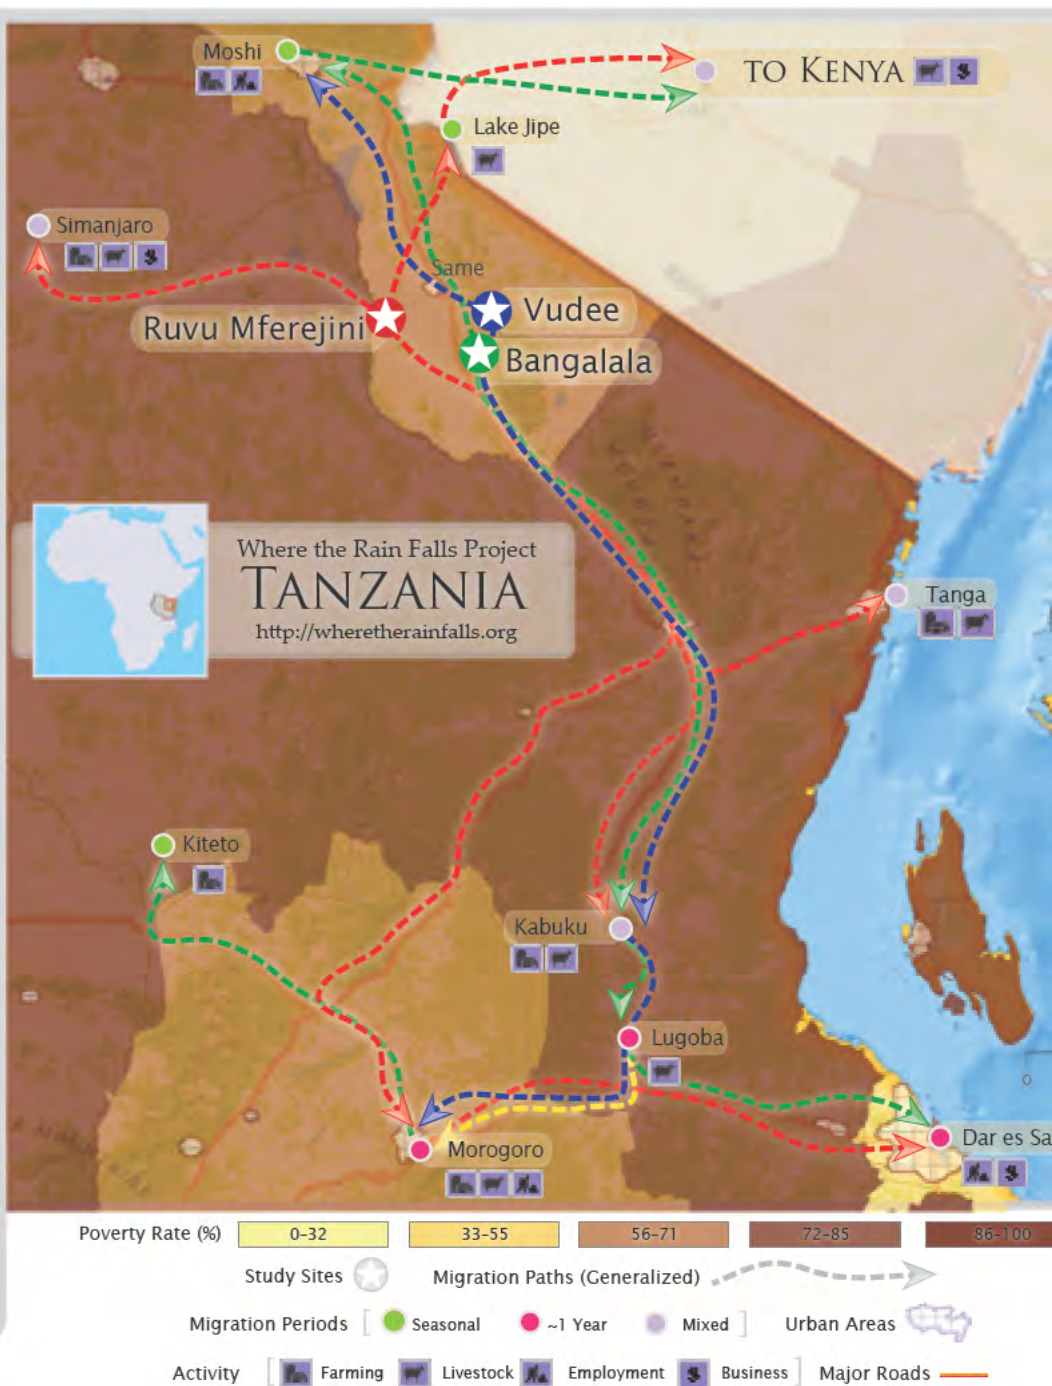 Moshi
TO KENYA
Lake Jipe
Simanjaro
Same
Vudee
Ruvu Mferejini
Bangalala
Where the Rain Falls Project
TANZANIA
http://wheretherainfalls.org
Tanga
Kiteto
Kabuku
Lugoba
0
Morogoro
Dar es Sa
Poverty Rate (%) 0-32 33-55 56-71 72-85 86-100
Study Sites Migration Paths (Generalized)
Migration Periods [ Seasonal ~1 Year Mixed ] Urban Areas
Activity [ Farming Livestock Employment Business ] Major Roads